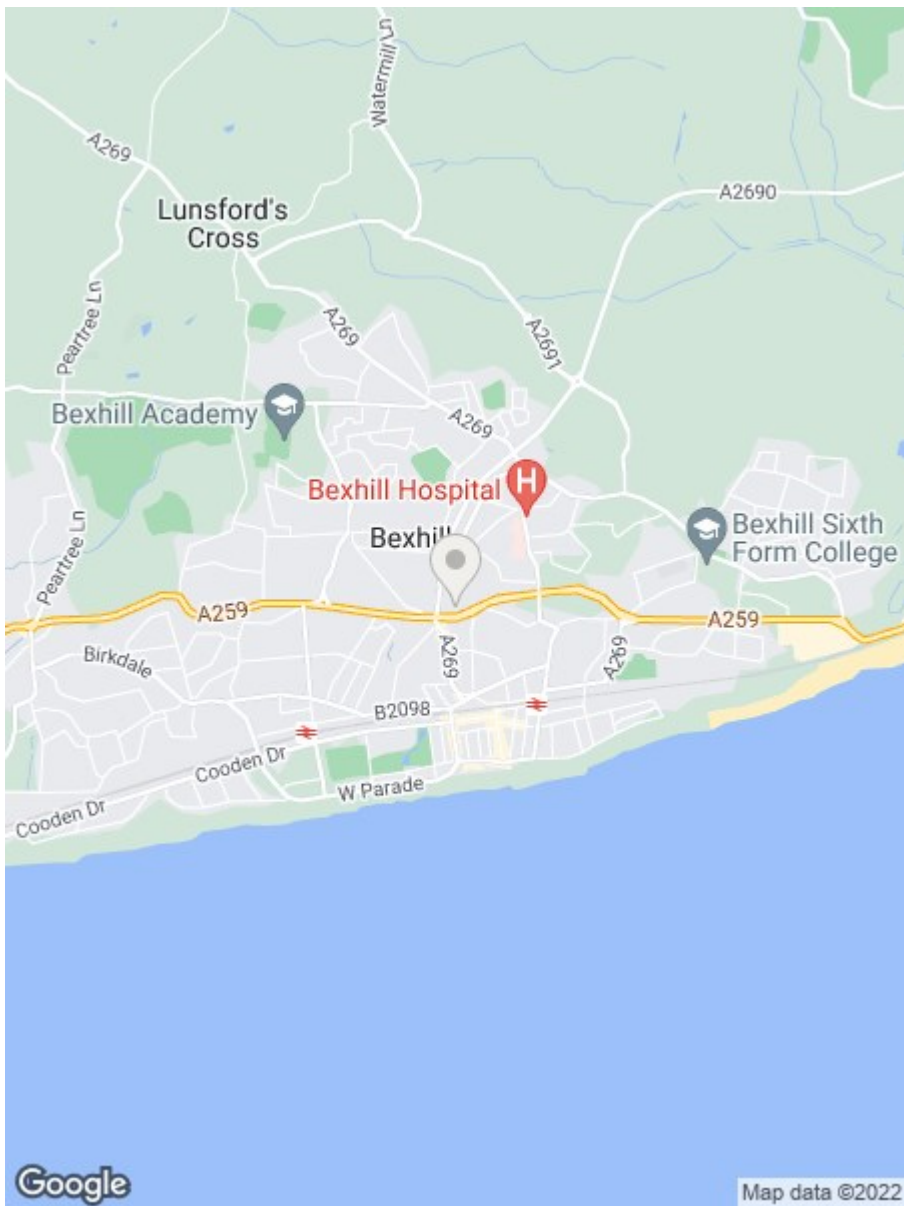 Watermill Ln
A269
A2690
Lunsford's
Cross
Peartree Ln
A269
A2691
Bexhill Academy
A269
Bexhill Hospital
H
Bexhill Sixth
Form College
Peartree Ln
Bexhill
A259
A259
Birkdale
A269
A269
B2098
Cooden Dr
W Parade
Cooden Dr
Google
Map data ©2022